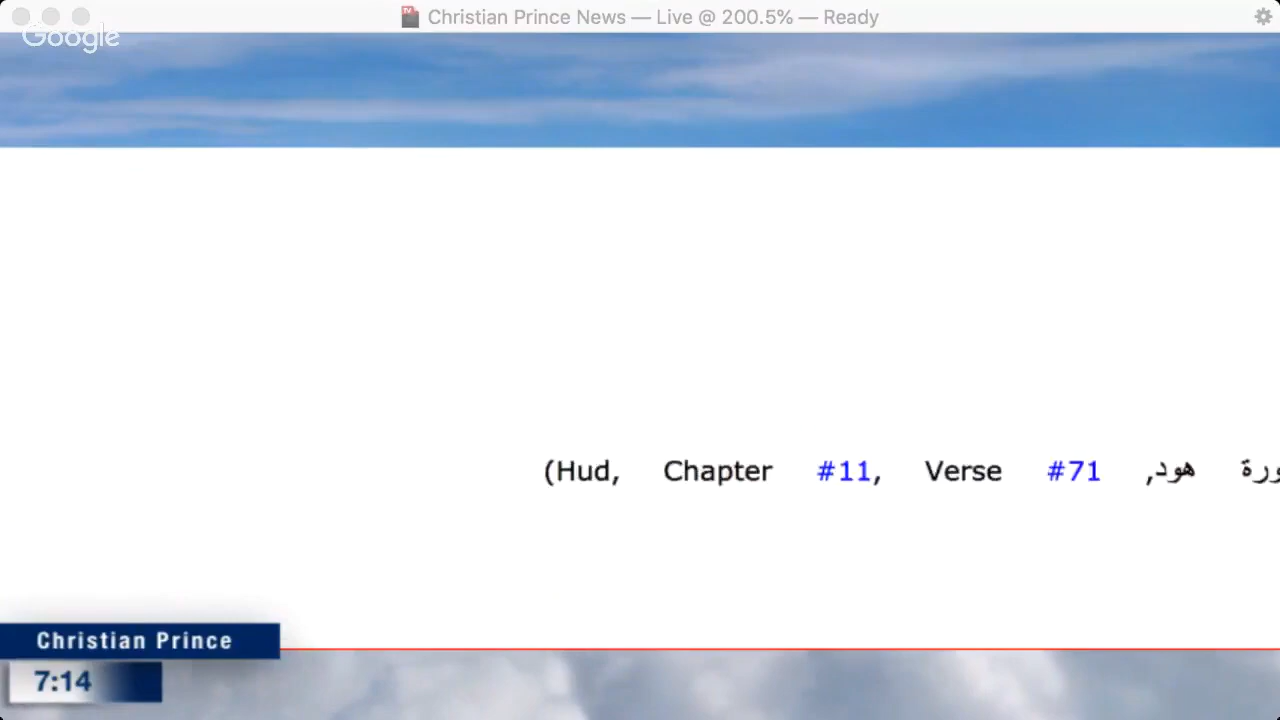 Christian Prince News — Live @ 200.5% — Ready
Google
(Hud, Chapter #11, Verse #71 هود,
Christian Prince
7:14